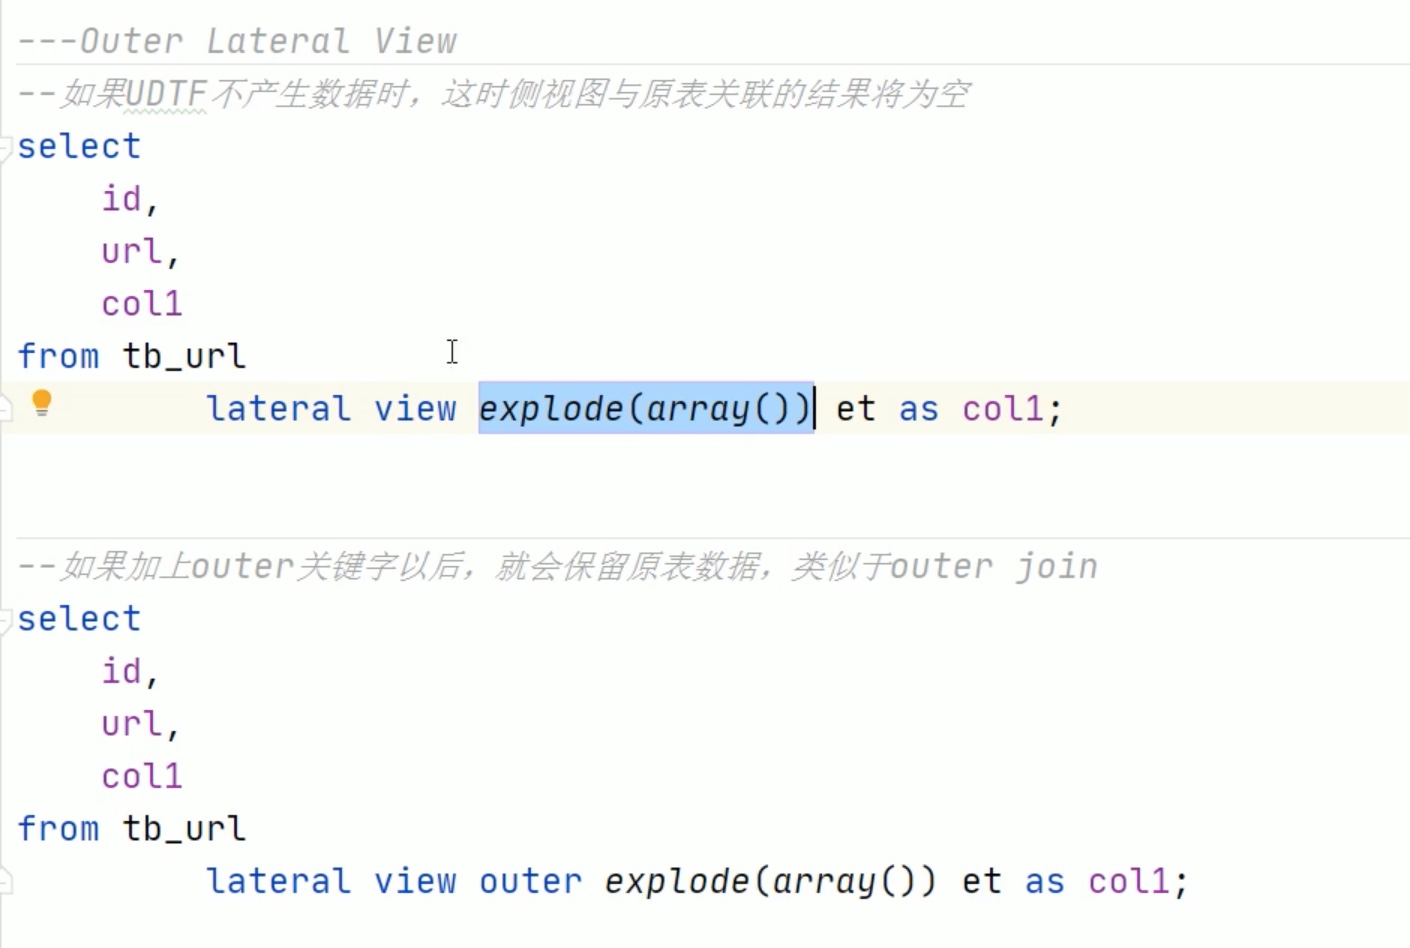 ---Outer Lateral View
--如果UDTF不产生数据时，这时侧视图与原表关联的结果将为空
select
    id,
    url,
    col1
from tb_url
         lateral view explode(array()) et as col1;
--如果加上outer关键字以后，就会保留原表数据，类似于outer join
select
    id,
    url,
    col1
from tb_url
         lateral view outer explode(array()) et as col1;